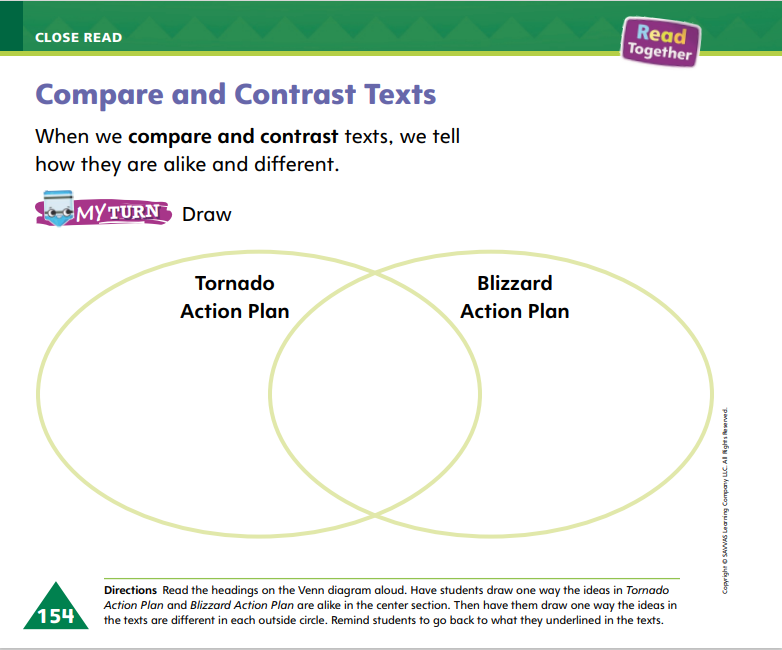 CLOSE READ
Read
Together
Compare and Contrast Texts
When we compare and contrast texts, we tell
how they are alike and different.
MY TURN Draw
Tornado
Action Plan
Blizzard
Action Plan
Copyright © SAVVAS Learning Company LLC. All Rights Reserved.
Directions Read the headings on the Venn diagram aloud. Have students draw one way the ideas in Tornado
Action Plan and Blizzard Action Plan are alike in the center section. Then have them draw one way the ideas in
the texts are different in each outside circle. Remind students to go back to what they underlined in the texts.
154